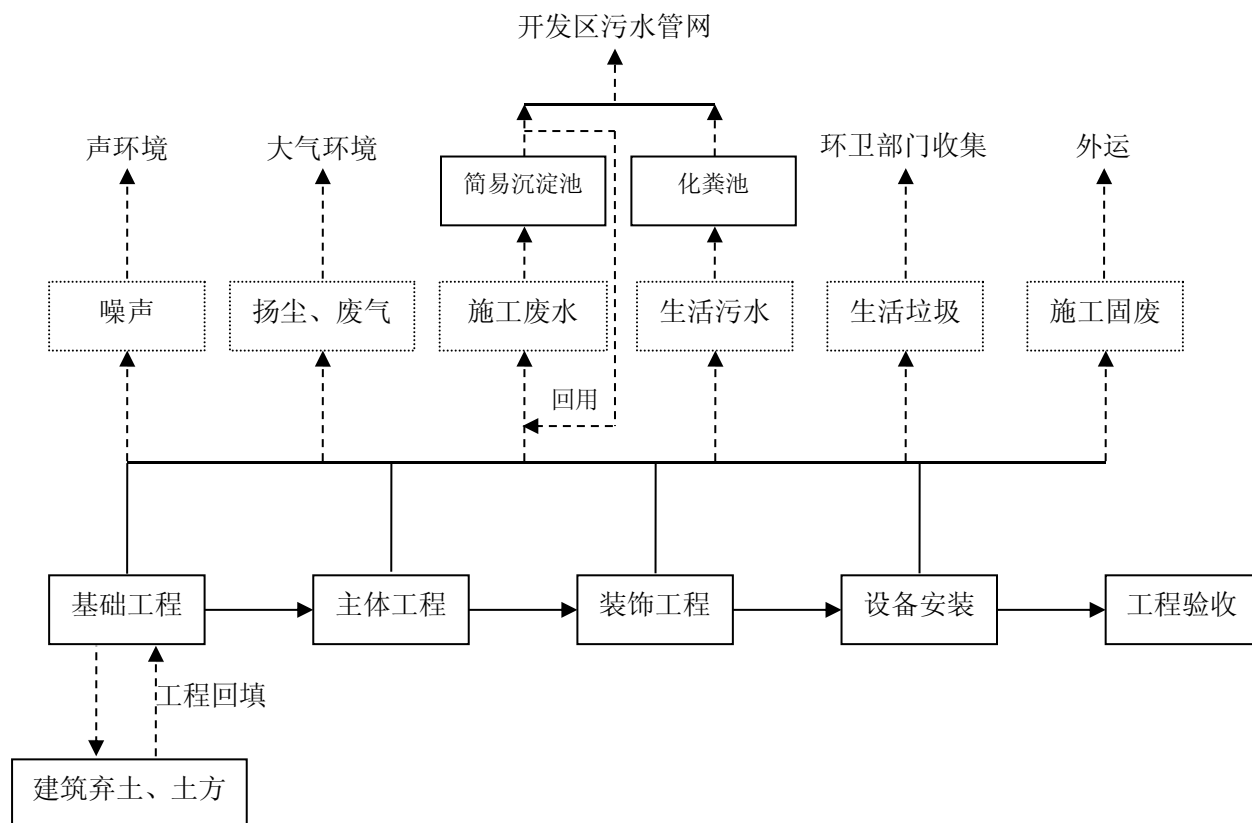 开发区污水管网
声环境
大气环境
环卫部门收集
外运
简易沉淀池
化粪池
噪声
扬尘、废气
施工废水
生活污水
生活垃圾
施工固废
回用
基础工程
主体工程
装饰工程
设备安装
工程验收
工程回填
建筑弃土、土方